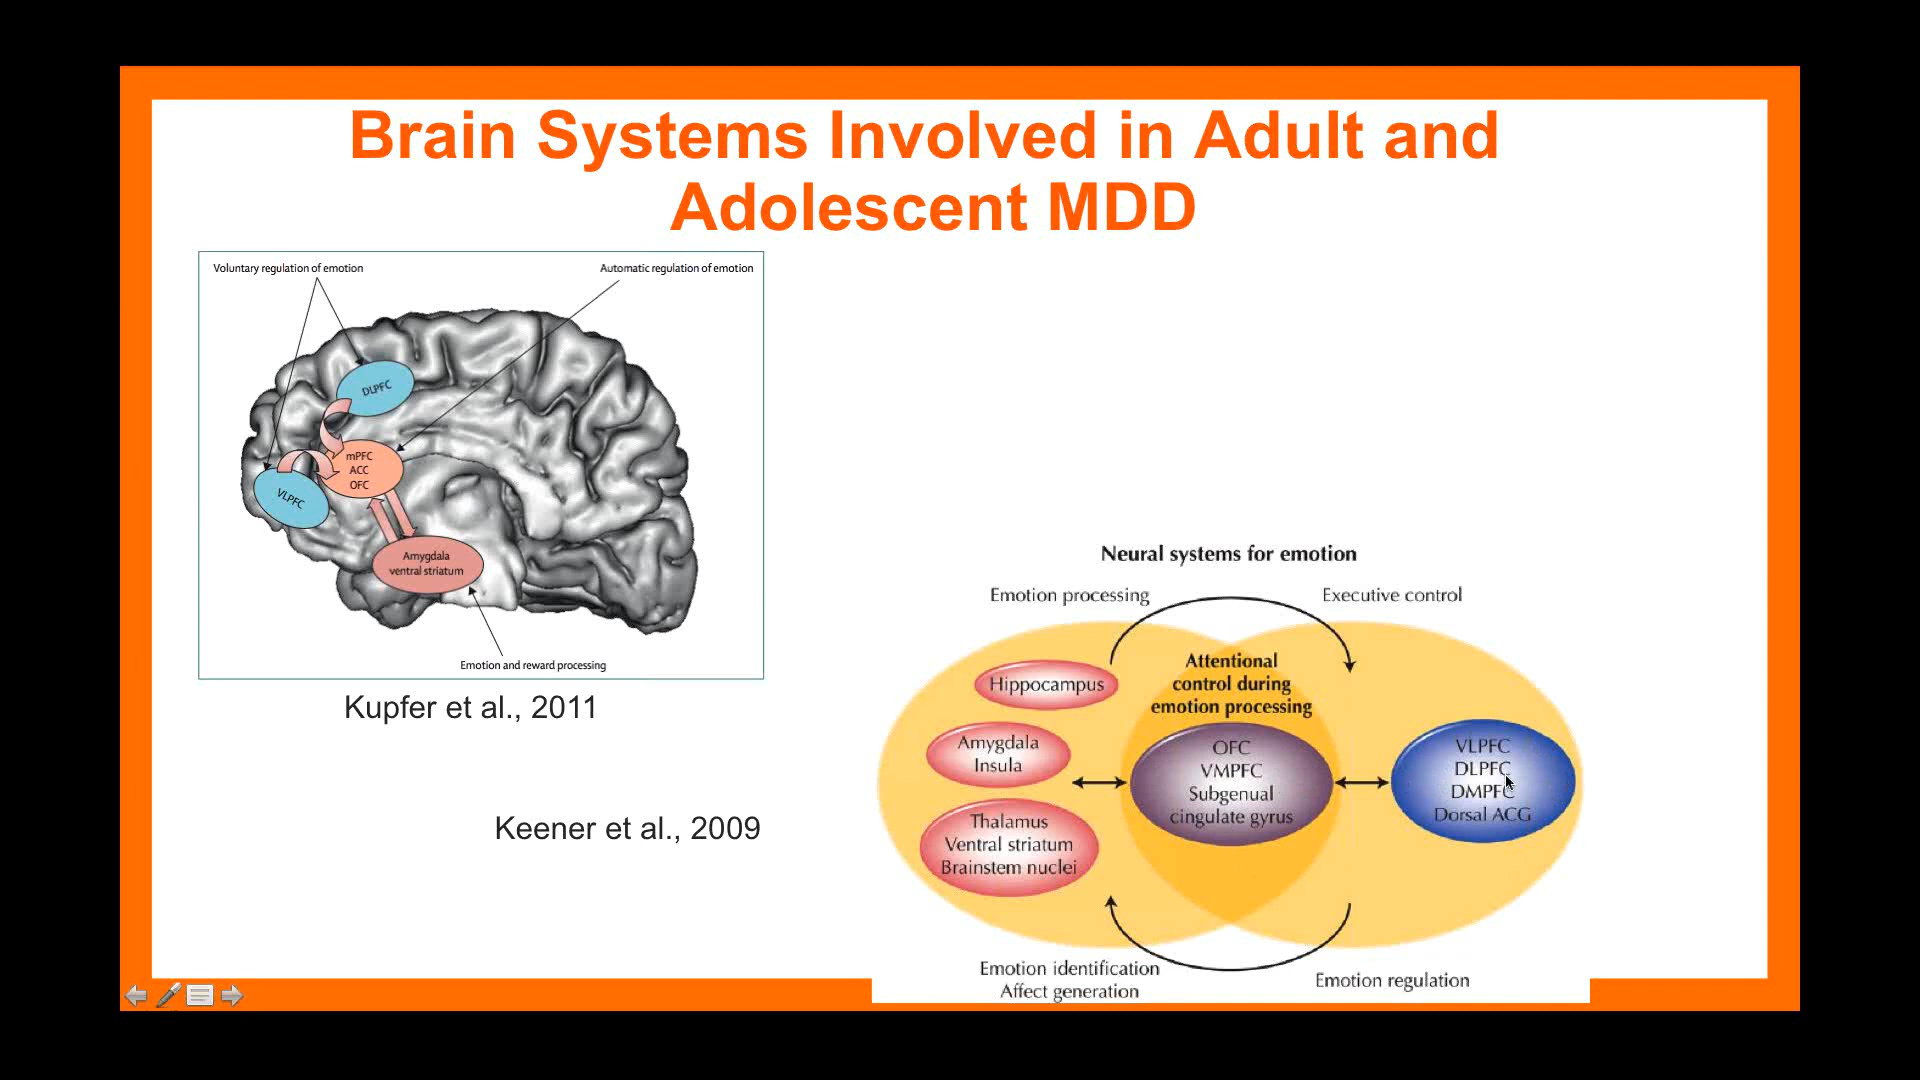 Brain Systems Involved in Adult and
Adolescent MDD
Voluntary regulation of emotion
Automatic regulation of emotion
DLPFC
mPFC
ACC
OFC
VLPFC
Amygdala
ventral striatum
Emotion and reward processing
Kupfer et al., 2011
Keener et al., 2009
Neural systems for emotion
Emotion processing
Executive control
Attentional
control during
emotion processing
Hippocampus
Amygdala
Insula
Thalamus
Ventral striatum
Brainstem nuclei
OFC
VMPFC
Subgenual
cingulate gyrus
VLPFC
DLPFC
DMPFC
Dorsal ACG
Emotion identification
Affect generation
Emotion regulation